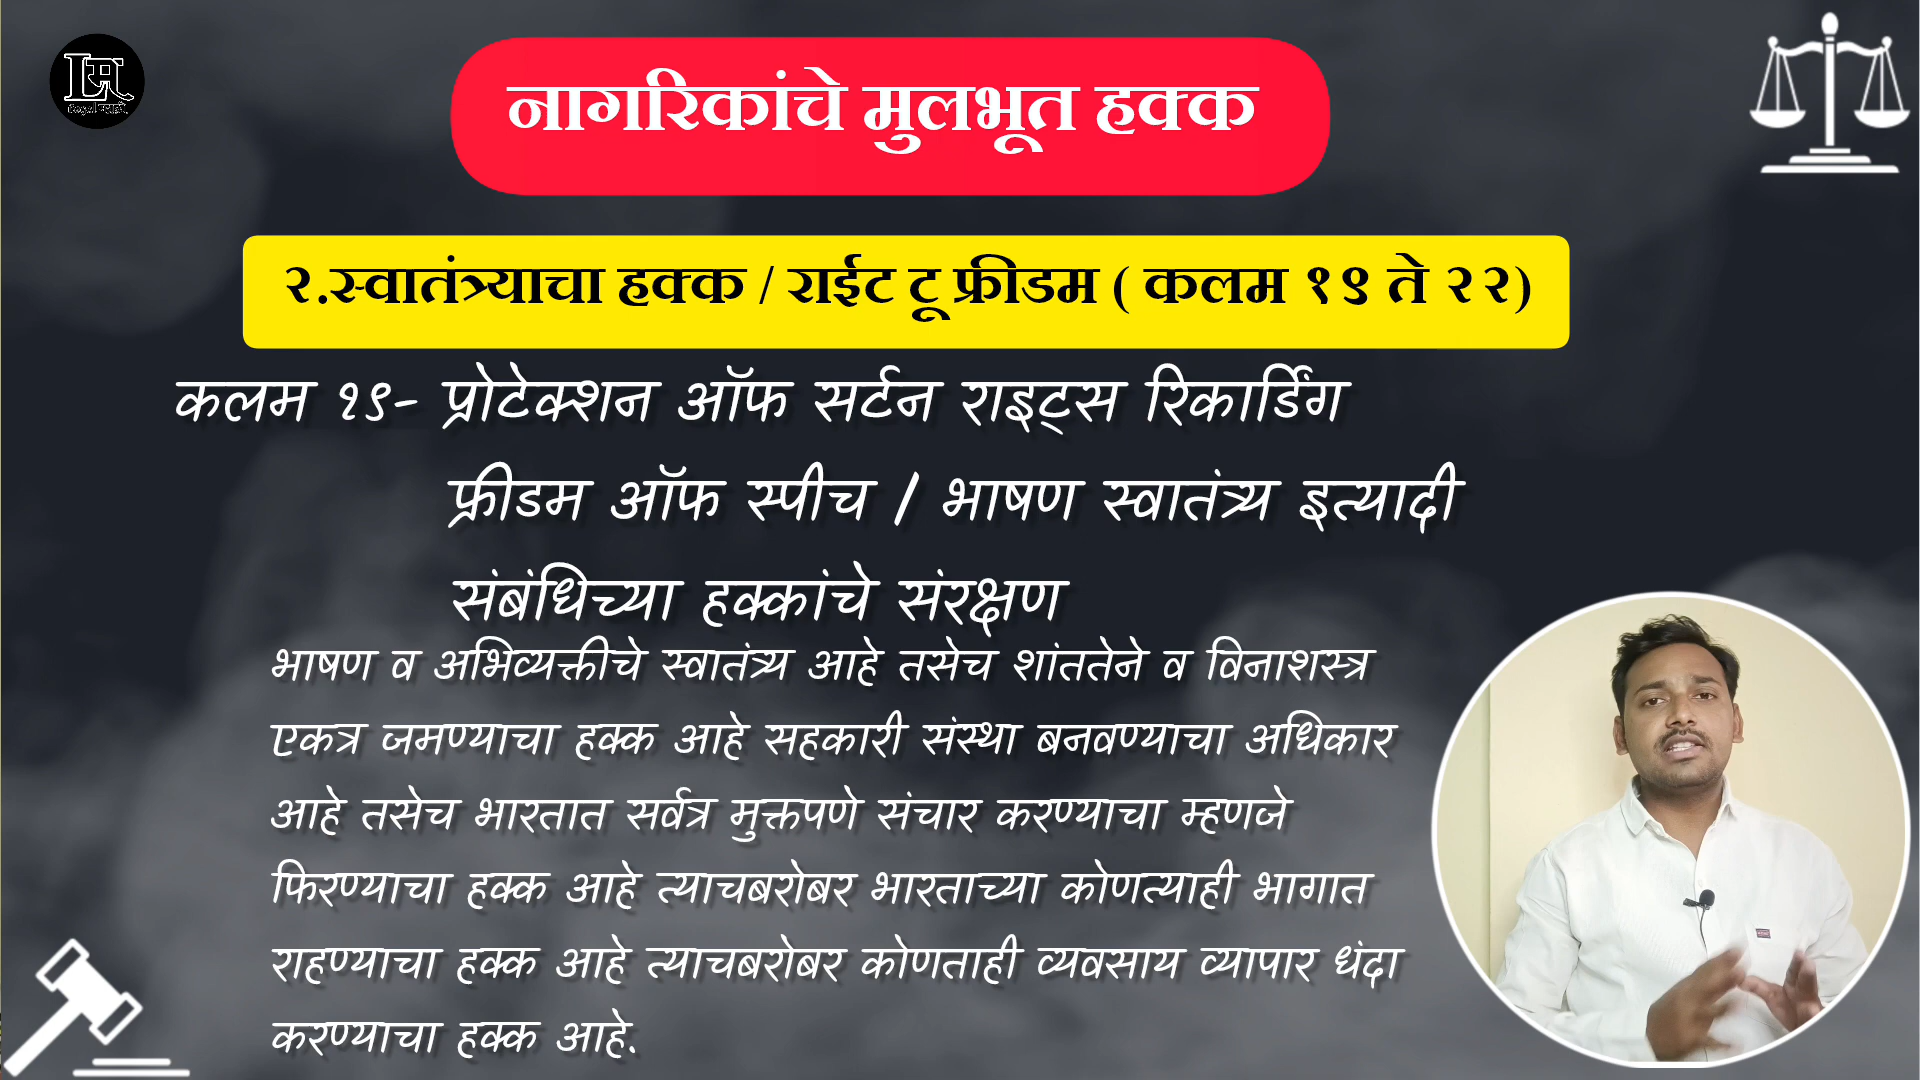 नागरिकांचे मुलभूत हक्क
२.स्वातंत्र्याचा हक्क / राईट टू फ्रीडम ( कलम १९ ते २२)
कलम १९- प्रोटेक्शन ऑफ सर्टन राइट्स रिकार्डिंग
फ्रीडम ऑफ स्पीच / भाषण स्वातंत्र्य इत्यादी
संबंधिच्या हक्कांचे संरक्षण
भाषण व अभिव्यक्तीचे स्वातंत्र्य आहे तसेच शांततेने व विनाशस्त्र
एकत्र जमण्याचा हक्क आहे सहकारी संस्था बनवण्याचा अधिकार
आहे तसेच भारतात सर्वत्र मुक्तपणे संचार करण्याचा म्हणजे
फिरण्याचा हक्क आहे त्याचबरोबर भारताच्या कोणत्याही भागात
राहण्याचा हक्क आहे त्याचबरोबर कोणताही व्यवसाय व्यापार धंदा
करण्याचा हक्क आहे.